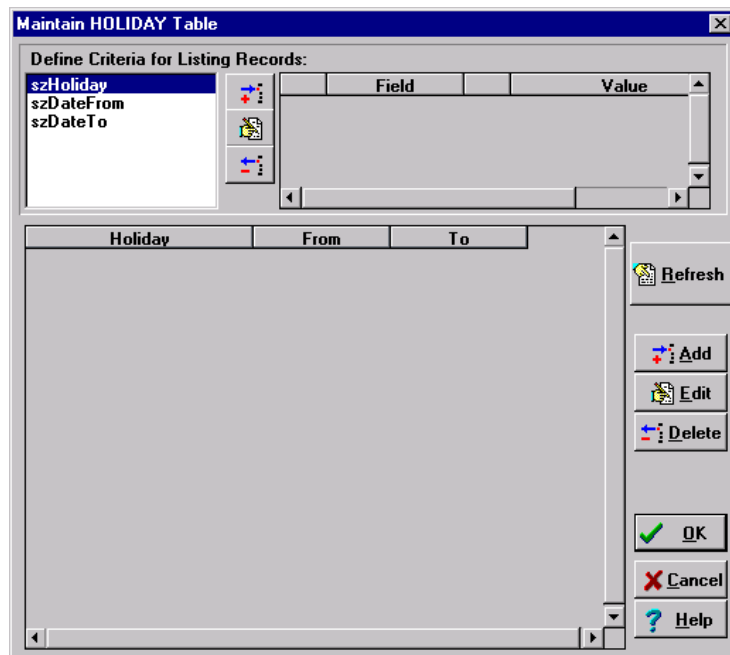 Maintain HOLIDAY Table
Define Criteria for Listing Records:
szHoliday
szDateFrom
szDateTo
Field Value
Holiday From To
Refresh
Add
Edit
Delete
OK
Cancel
Help